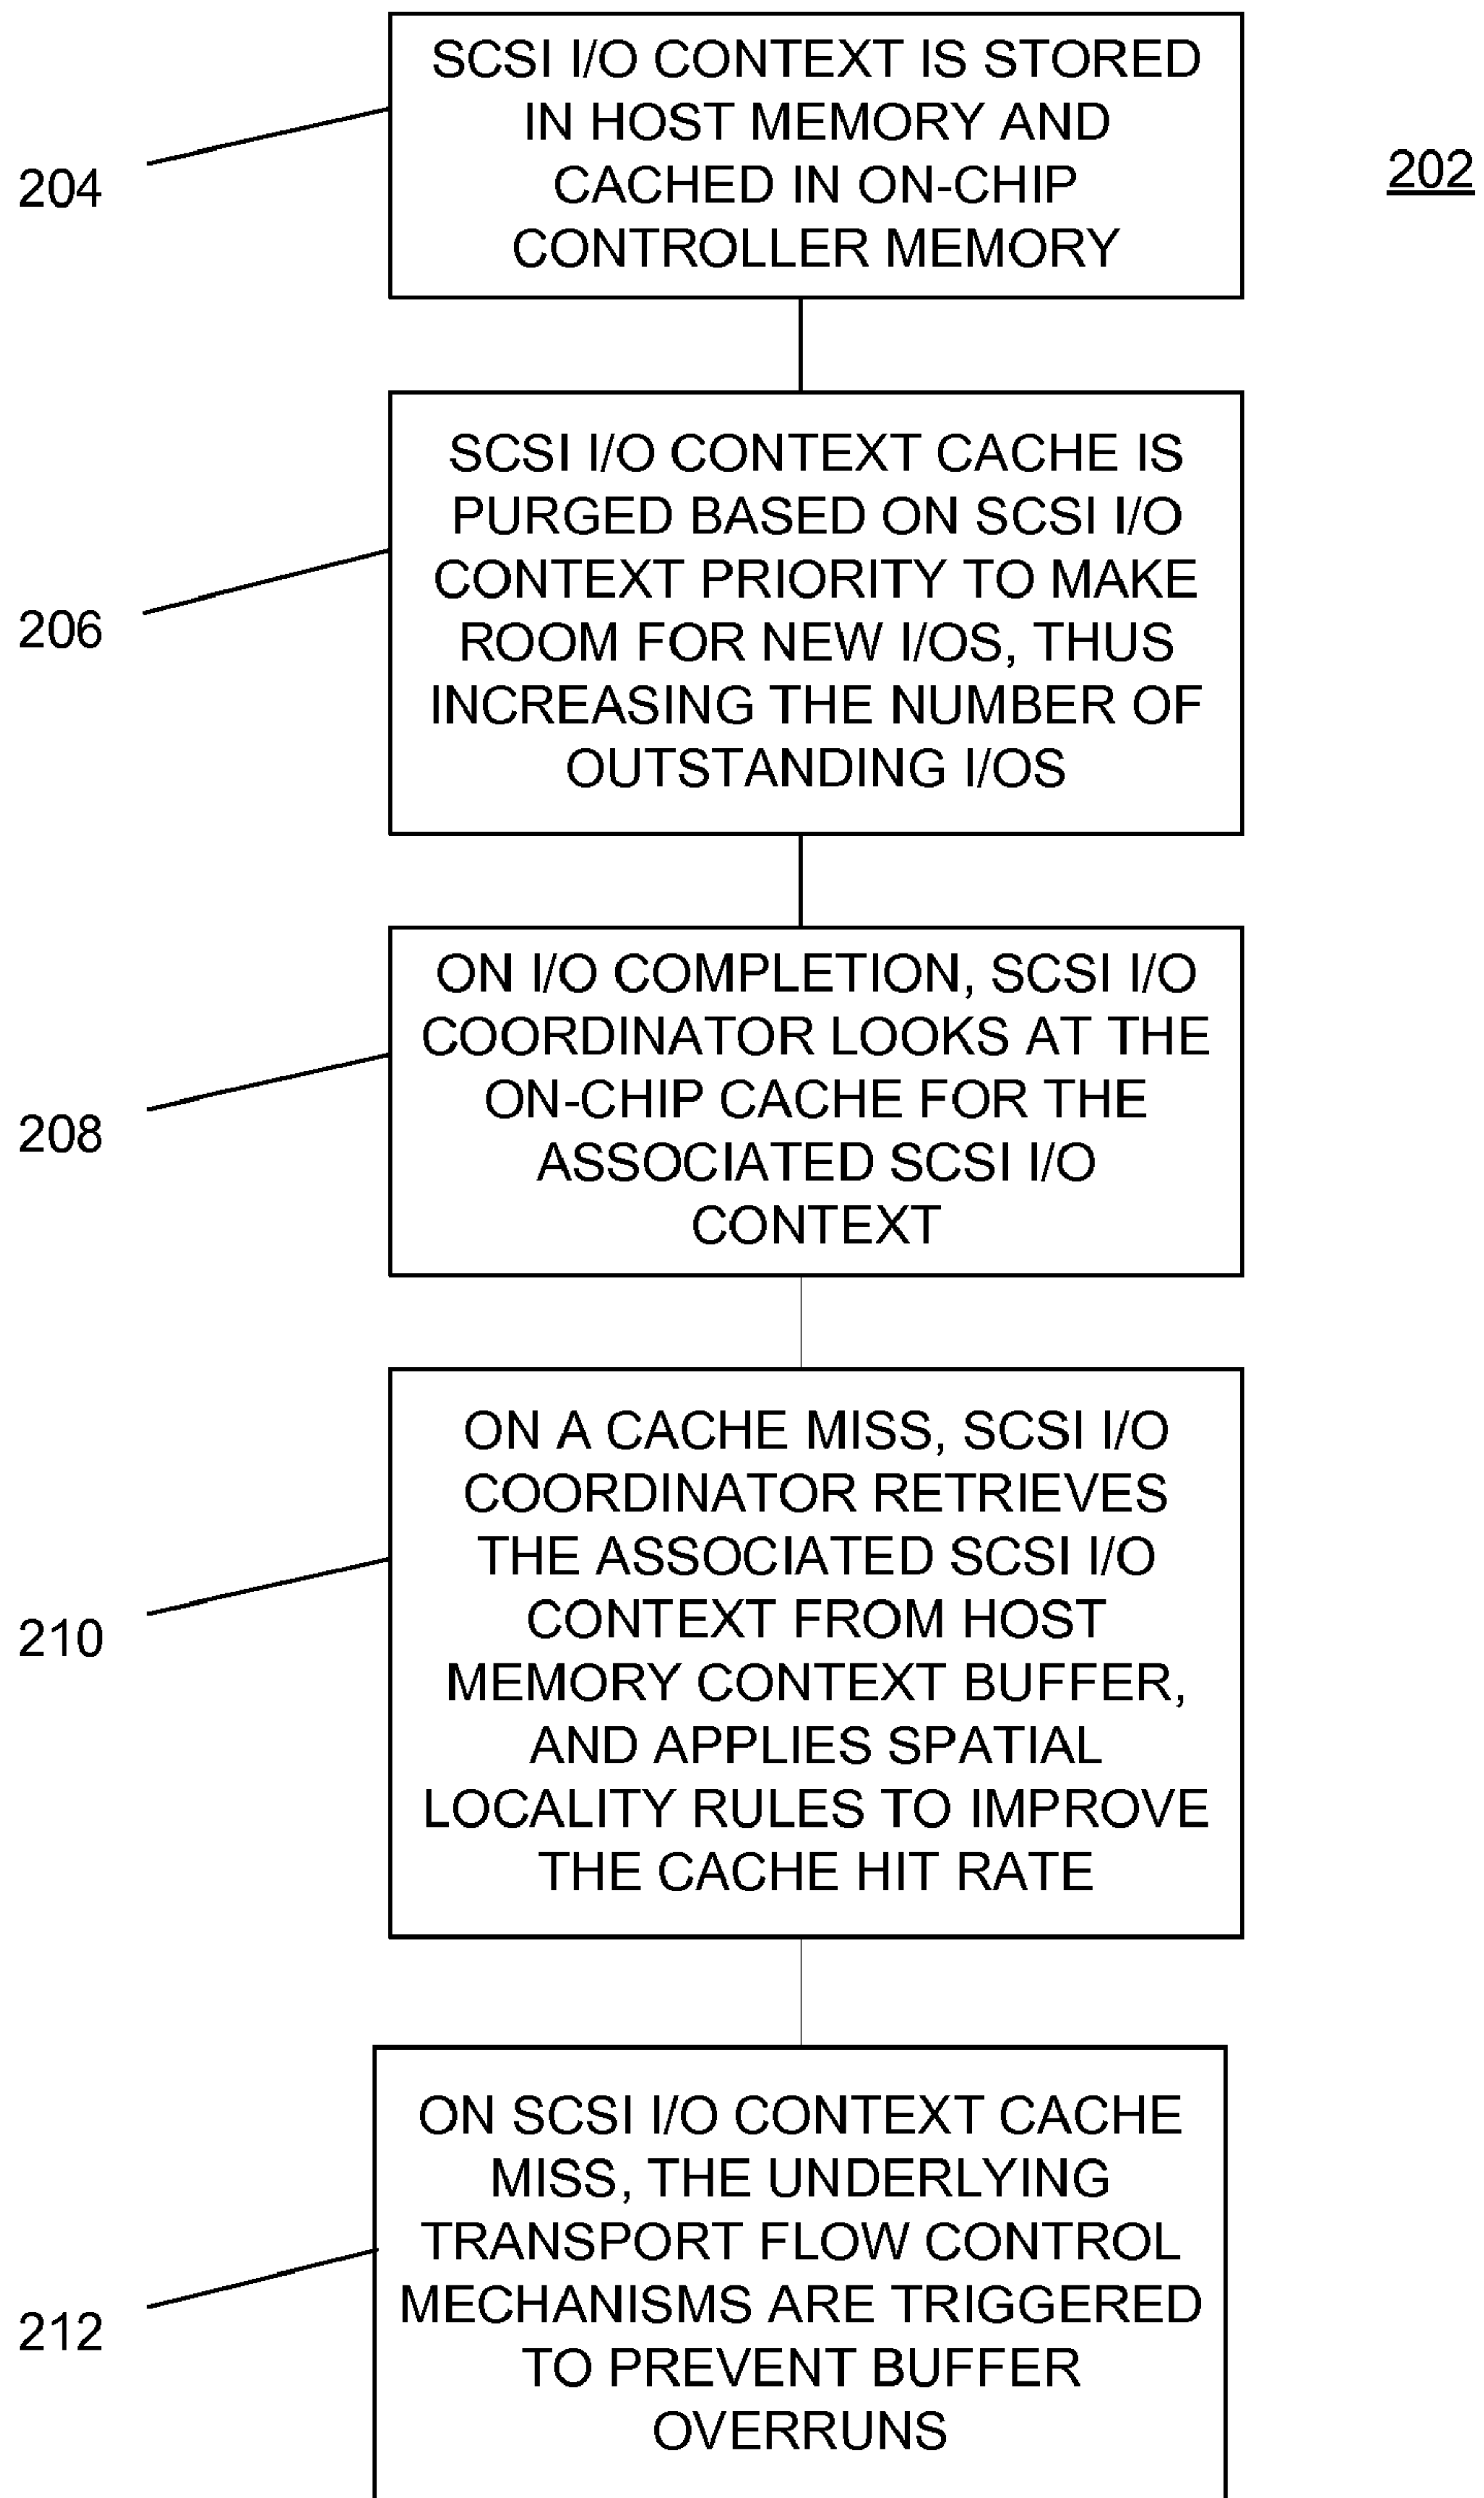 SCSI I/O CONTEXT IS STORED
IN HOST MEMORY AND
CACHED IN ON-CHIP
CONTROLLER MEMORY
204
202
SCSI I/O CONTEXT CACHE IS
PURGED BASED ON SCSI I/O
CONTEXT PRIORITY TO MAKE
ROOM FOR NEW I/OS, THUS
INCREASING THE NUMBER OF
OUTSTANDING I/OS
206
ON I/O COMPLETION, SCSI I/O
COORDINATOR LOOKS AT THE
ON-CHIP CACHE FOR THE
ASSOCIATED SCSI I/O
CONTEXT
208
ON A CACHE MISS, SCSI I/O
COORDINATOR RETRIEVES
THE ASSOCIATED SCSI I/O
CONTEXT FROM HOST
MEMORY CONTEXT BUFFER,
AND APPLIES SPATIAL
LOCALITY RULES TO IMPROVE
THE CACHE HIT RATE
210
ON SCSI I/O CONTEXT CACHE
MISS, THE UNDERLYING
TRANSPORT FLOW CONTROL
MECHANISMS ARE TRIGGERED
TO PREVENT BUFFER
OVERRUNS
212